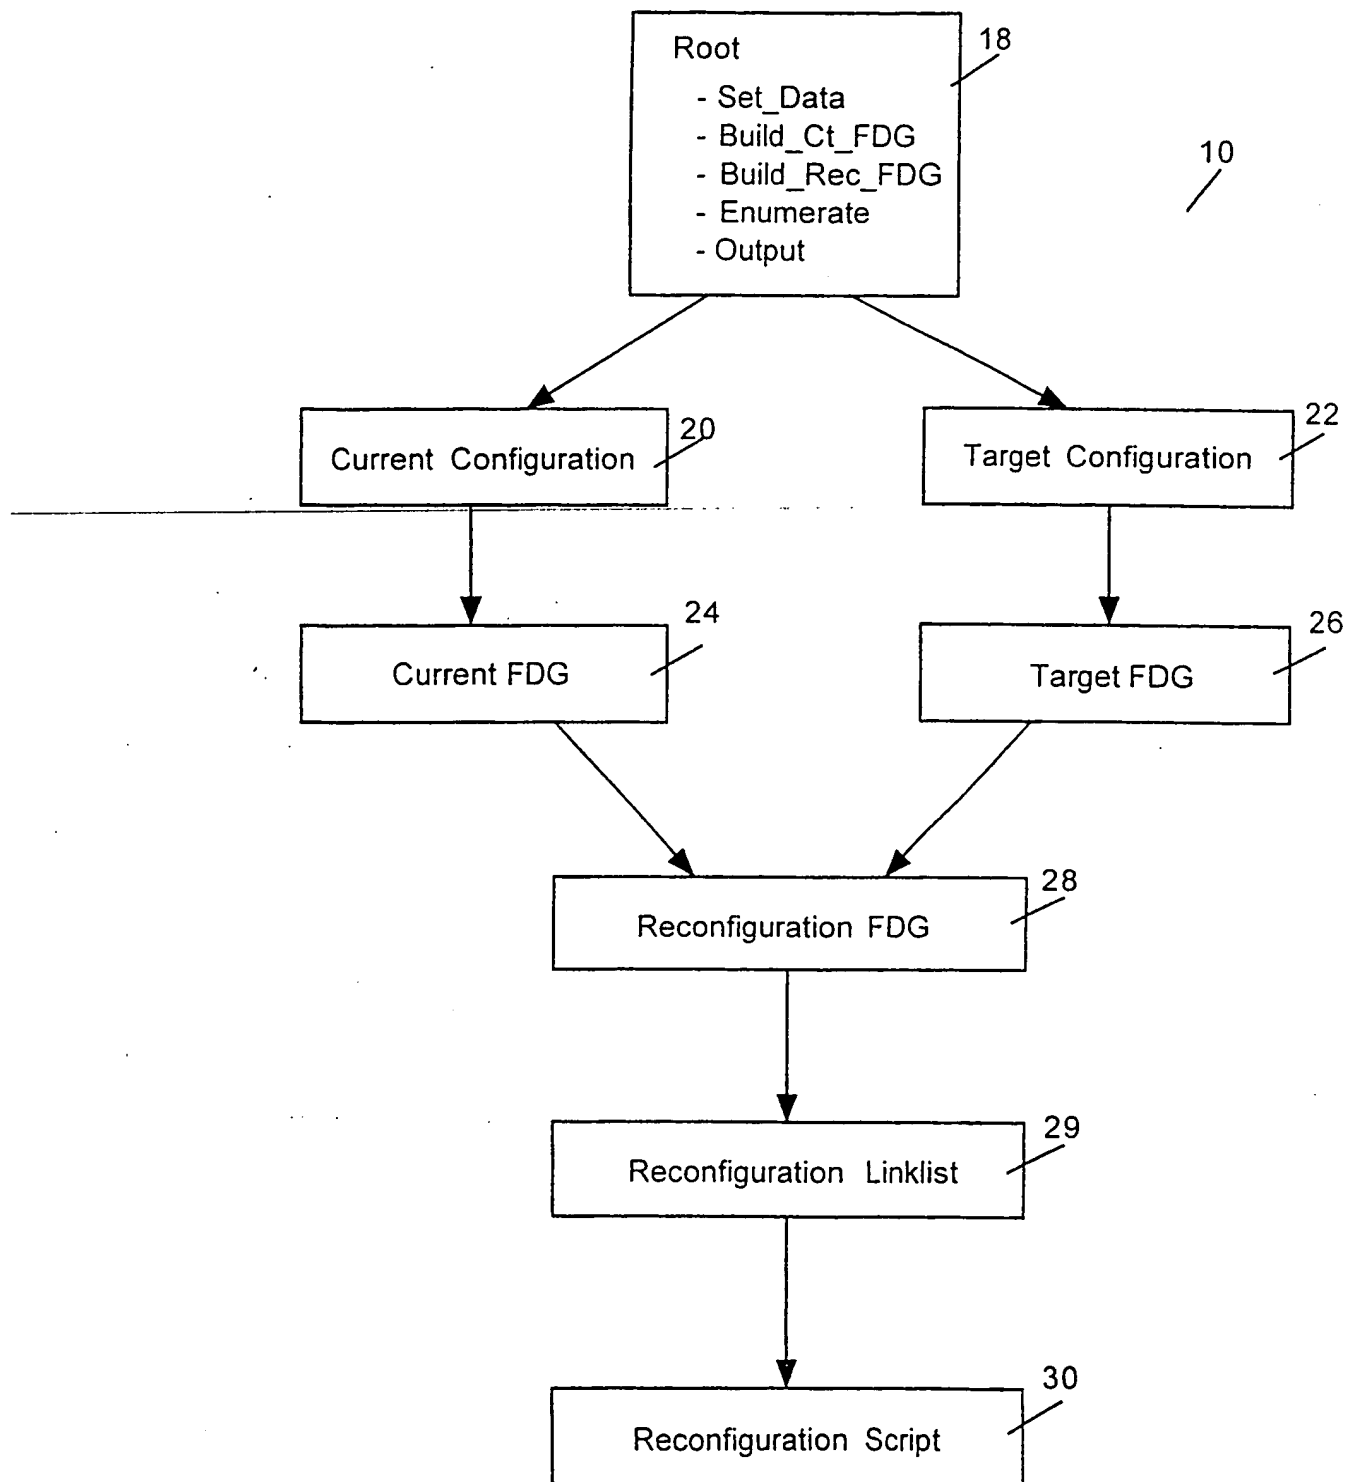 Root
18
- Set_Data
- Build_Ct_FDG
- Build_Rec_FDG
- Enumerate
- Output
10
Current Configuration
20
Target Configuration
22
Current FDG
24
Target FDG
26
Reconfiguration FDG
28
Reconfiguration Linklist
29
Reconfiguration Script
30